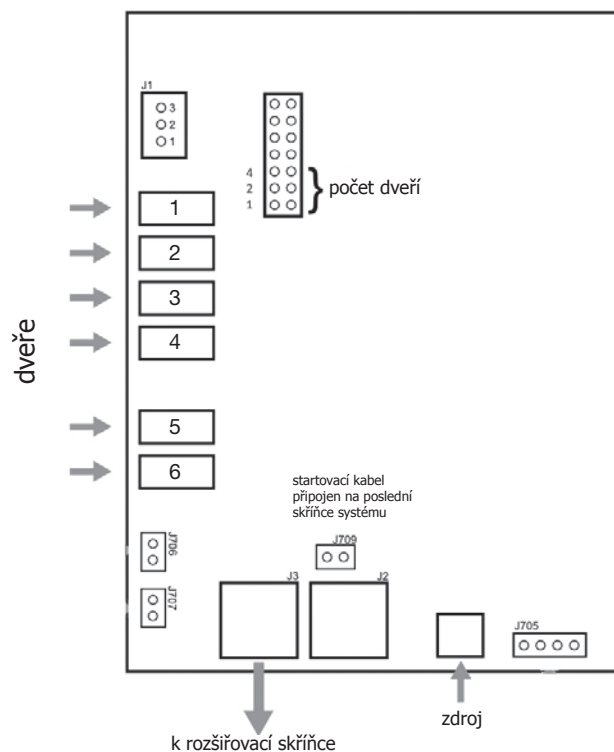 J1
3
2
1
4
2
1
počet dveří
dveře
1
2
3
4
5
6
startovací kabel
připojen na poslední
skříňce systému
J706
J709
J707
J3
J2
J705
zdroj
k rozšiřovací skříňce